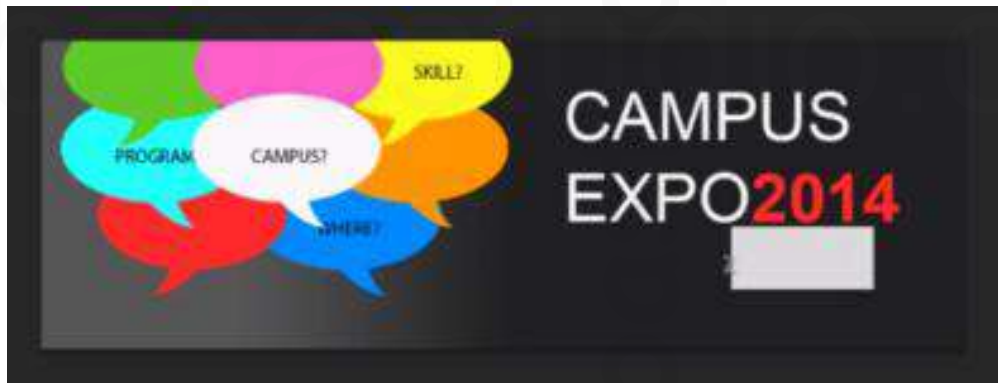 SKILL?
PROGRAM
CAMPUS?
WHERE?
CAMPUS
EXPO2014